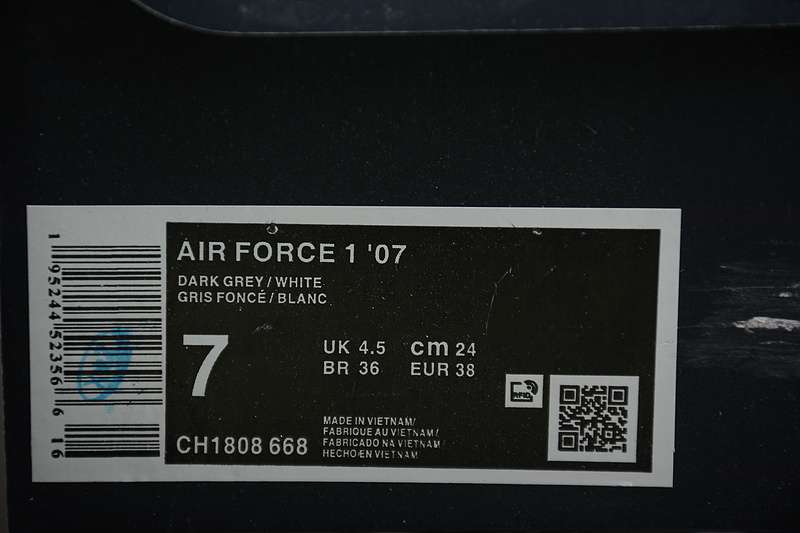 AIR FORCE 1 '07
DARK GREY / WHITE
GRIS FONCÉ / BLANC
7
UK 4.5 cm 24
BR 36 EUR 38
CH1808 668
MADE IN VIETNAM/
FABRIQUE AU VIETNAM/
FABRICADO NA VIETNAM
HECHO EN VIETNAM
RFID
1 95244 52356 6 16